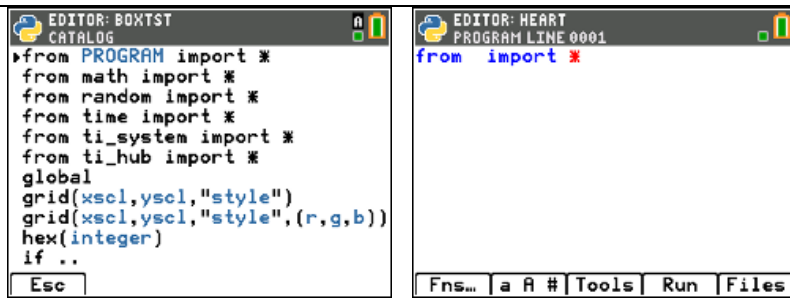 EDITOR: BOXTST
CATALOG
A
from PROGRAM import *
from math import *
from random import *
from time import *
from ti_system import *
from ti_hub import *
global
grid(xscl,yscl,"style")
grid(xscl,yscl,"style",(r,g,b))
hex(integer)
if ..
Esc
EDITOR: HEART
PROGRAM LINE 0001
from  import *
Fns… a A # Tools Run Files